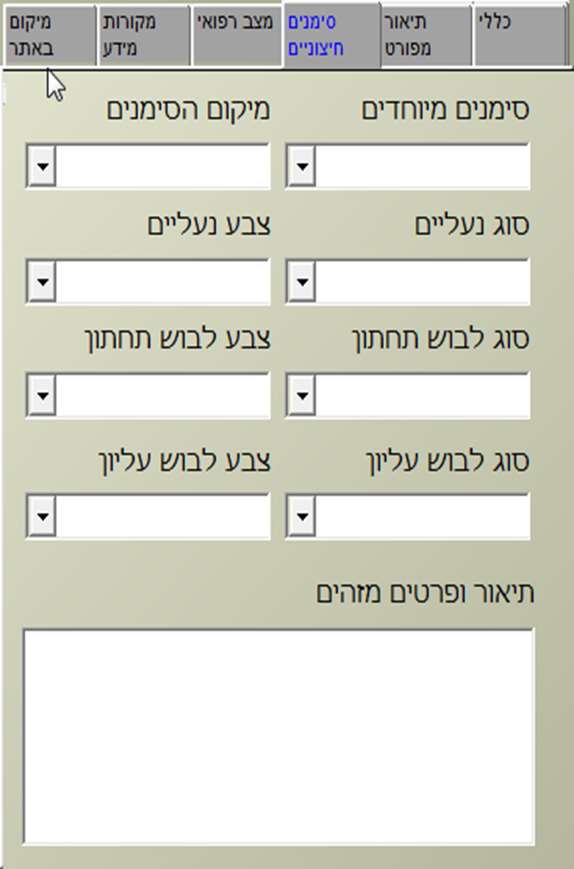 כללי
תיאור
מפורט
סימנים
חיצוניים
מצב רפואי
מקורות
מידע
מיקום
באתר
סימנים מיוחדים
מיקום הסימנים
סוג נעליים
צבע נעליים
סוג לבוש תחתון
צבע לבוש תחתון
סוג לבוש עליון
צבע לבוש עליון
תיאור ופרטים מזהים